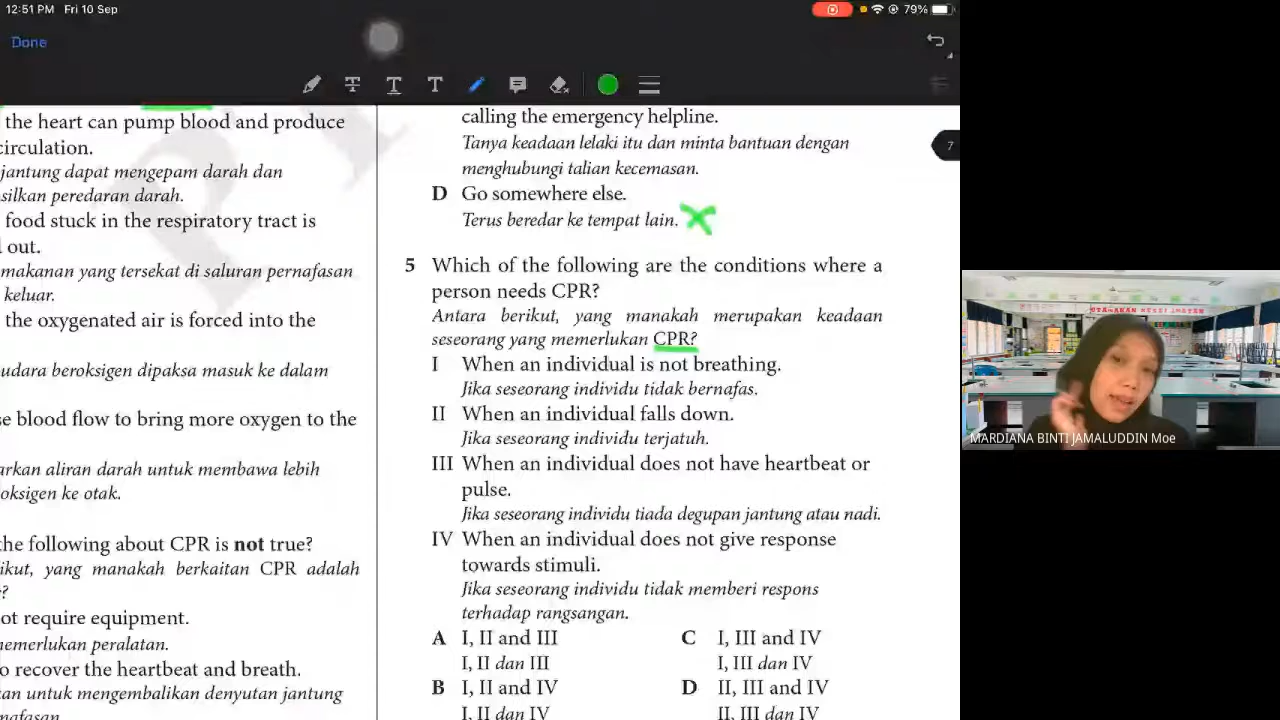 12:51 PM Fri 10 Sep
79%
Done
the heart can pump blood and produce
circulation.
jantung dapat mengepam darah dan
silkan peredaran darah.
food stuck in the respiratory tract is
out.
makanan yang tersekat di saluran pernafasan
keluar.
the oxygenated air is forced into the
udara beroksigen dipaksa masuk ke dalam
se blood flow to bring more oxygen to the
arkan aliran darah untuk membawa lebih
oksigen ke otak.
the following about CPR is not true?
ikut, yang manakah berkaitan CPR adalah
?
ot require equipment.
nemerlukan peralatan.
o recover the heartbeat and breath.
kan untuk mengembalikan denyutan jantung
nafasan.
calling the emergency helpline.
Tanya keadaan lelaki itu dan minta bantuan dengan
menghubungi talian kecemasan.
D Go somewhere else.
Terus beredar ke tempat lain.
7
5 Which of the following are the conditions where a
person needs CPR?
Antara berikut, yang manakah merupakan keadaan
seseorang yang memerlukan CPR?
I When an individual is not breathing.
Jika seseorang individu tidak bernafas.
II When an individual falls down.
Jika seseorang individu terjatuh.
III When an individual does not have heartbeat or
pulse.
Jika seseorang individu tiada degupan jantung atau nadi.
IV When an individual does not give response
towards stimuli.
Jika seseorang individu tidak memberi respons
terhadap rangsangan.
A I, II and III
I, II dan III
B I, II and IV
I, II dan IV
C I, III and IV
I, III dan IV
D II, III and IV
II, III dan IV
MARDIANA BINTI JAMALUDDIN Moe